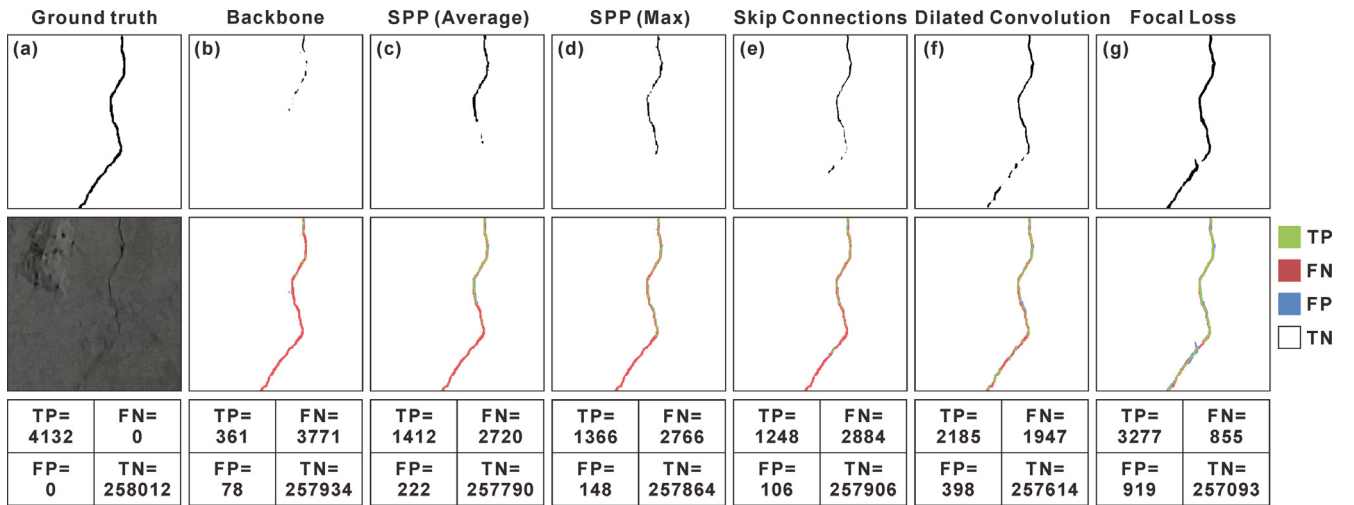 Ground truth Backbone SPP (Average) SPP (Max) Skip Connections Dilated Convolution Focal Loss
(a) (b) (c) (d) (e) (f) (g)
TP
FN
FP
TN
TP= FN= TP= FN= TP= FN= TP= FN= TP= FN= TP= FN= TP= FN=
4132 0 361 3771 1412 2720 1366 2766 1248 2884 2185 1947 3277 855
FP= TN= FP= TN= FP= TN= FP= TN= FP= TN= FP= TN= FP= TN=
0 258012 78 257934 222 257790 148 257864 106 257906 398 257614 919 257093